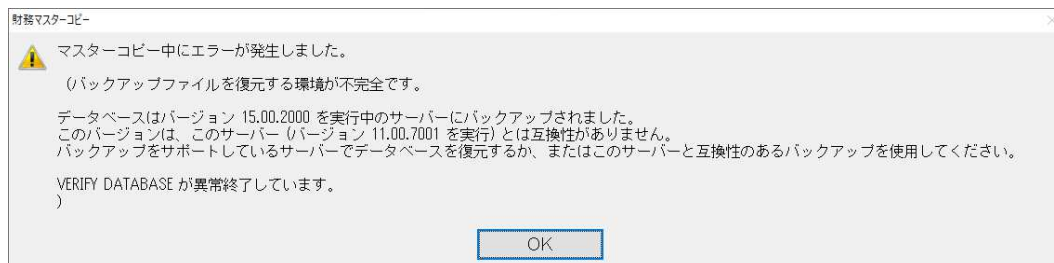 財務マスターコピー
マスターコピー中にエラーが発生しました。
（バックアップファイルを復元する環境が不完全です。
データベースはバージョン 15.00.2000 を実行中のサーバーにバックアップされました。
このバージョンは、このサーバー (バージョン 11.00.7001 を実行) とは互換性がありません。
バックアップをサポートしているサーバーでデータベースを復元するか、またはこのサーバーと互換性のあるバックアップを使用してください。
VERIFY DATABASE が異常終了しています。
)
OK